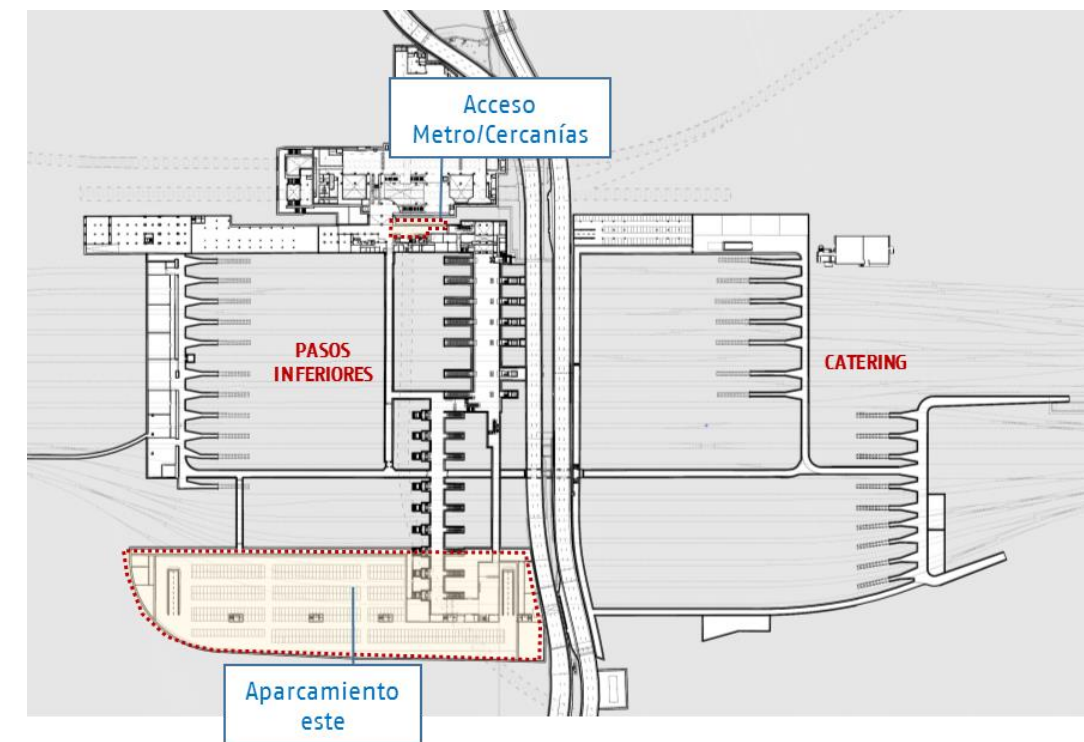 Acceso
Metro/Cercanías
PASOS
INFERIORES
CATERING
Aparcamiento
este